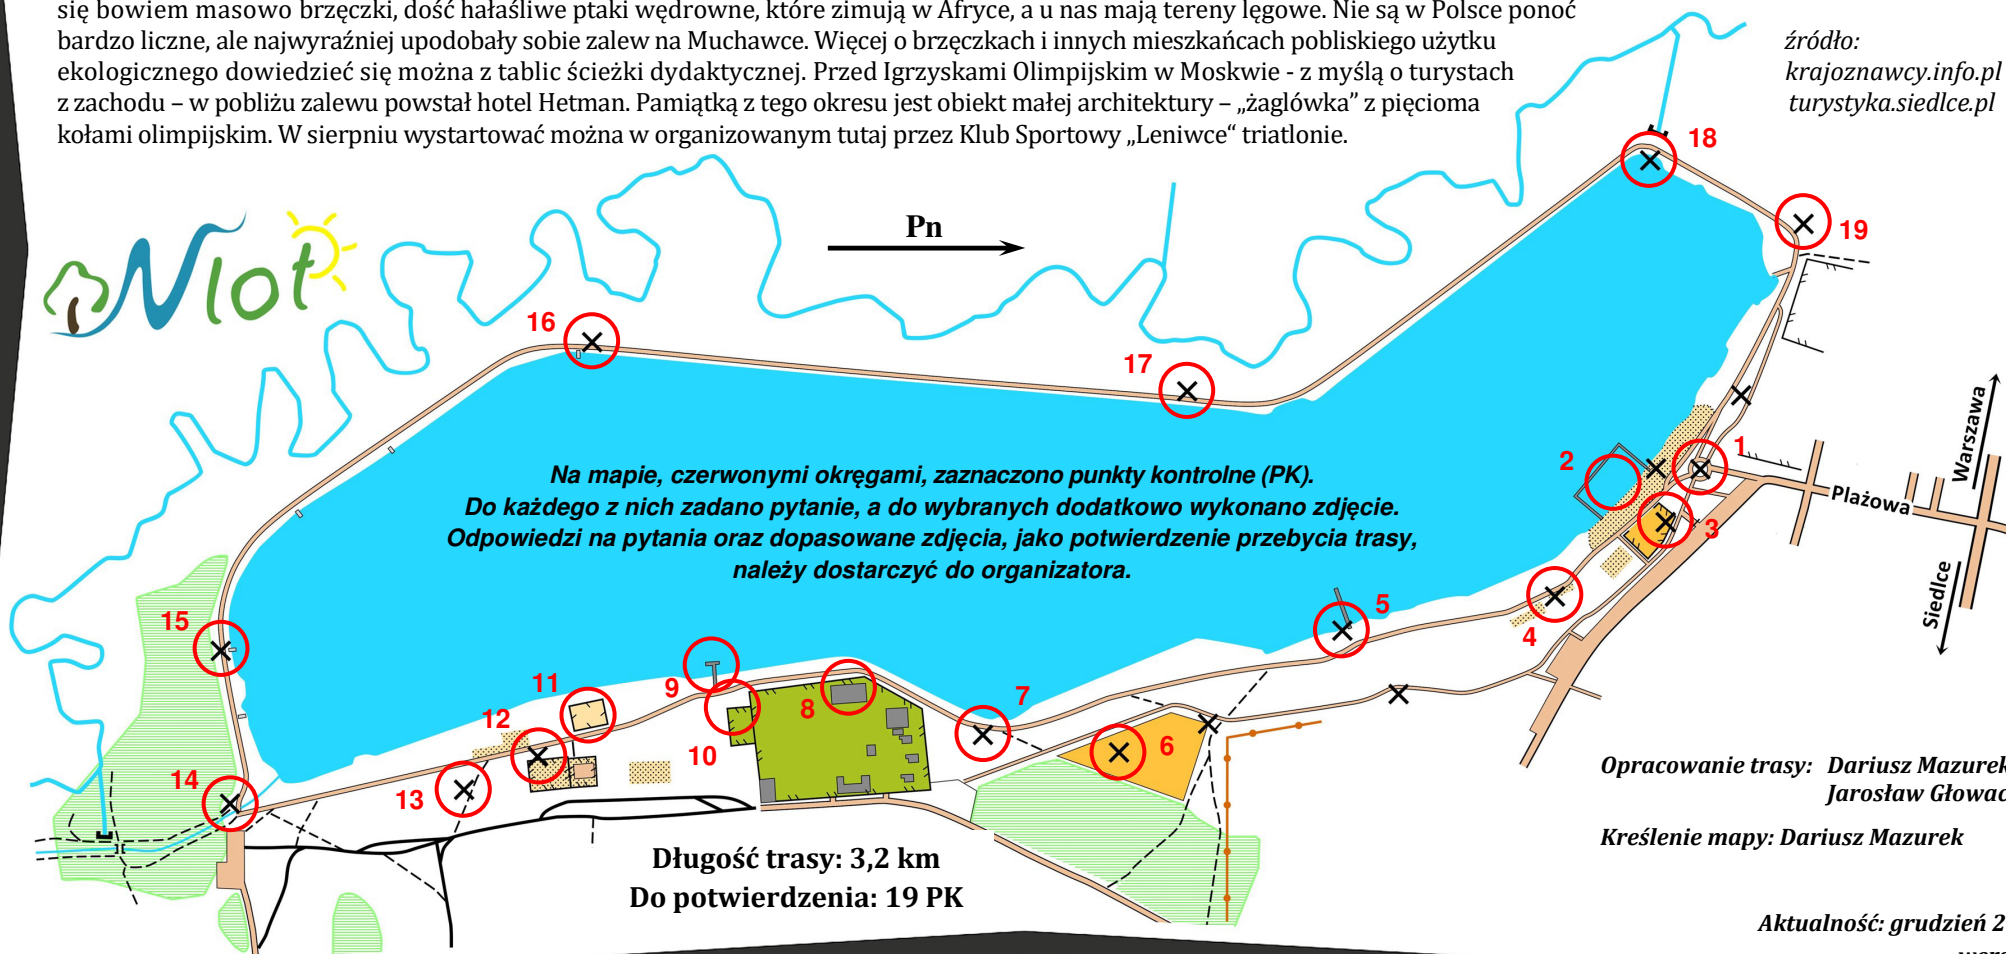 się bowiem masowo brzęczki, dość hałaśliwe ptaki wędrowne, które zimują w Afryce, a u nas mają tereny lęgowe. Nie są w Polsce ponoć
bardzo liczne, ale najwyraźniej upodobały sobie zalew na Muchawce. Więcej o brzęczkach i innych mieszkańcach pobliskiego użytku
ekologicznego dowiedzieć się można z tablic ścieżki dydaktycznej. Przed Igrzyskami Olimpijskim w Moskwie - z myślą o turystach
z zachodu – w pobliżu zalewu powstał hotel Hetman. Pamiątką z tego okresu jest obiekt małej architektury – „żaglówka” z pięcioma
kołami olimpijskim. W sierpniu wystartować można w organizowanym tutaj przez Klub Sportowy „Leniwce“ triatlonie.
źródło:
krajoznawcy.info.pl
turystyka.siedlce.pl
18
19
Pn
Nlot
16
17
1
2
3
Warszawa
Plażowa
Siedlce
Na mapie, czerwonymi okręgami, zaznaczono punkty kontrolne (PK).
Do każdego z nich zadano pytanie, a do wybranych dodatkowo wykonano zdjęcie.
Odpowiedzi na pytania oraz dopasowane zdjęcia, jako potwierdzenie przebycia trasy,
należy dostarczyć do organizatora.
5
4
15
11
9
12
8
7
10
6
14
13
Długość trasy: 3,2 km
Do potwierdzenia: 19 PK
Opracowanie trasy: Dariusz Mazurek
Jarosław
Kreślenie mapy: Dariusz Mazurek
Aktualność: grudzień